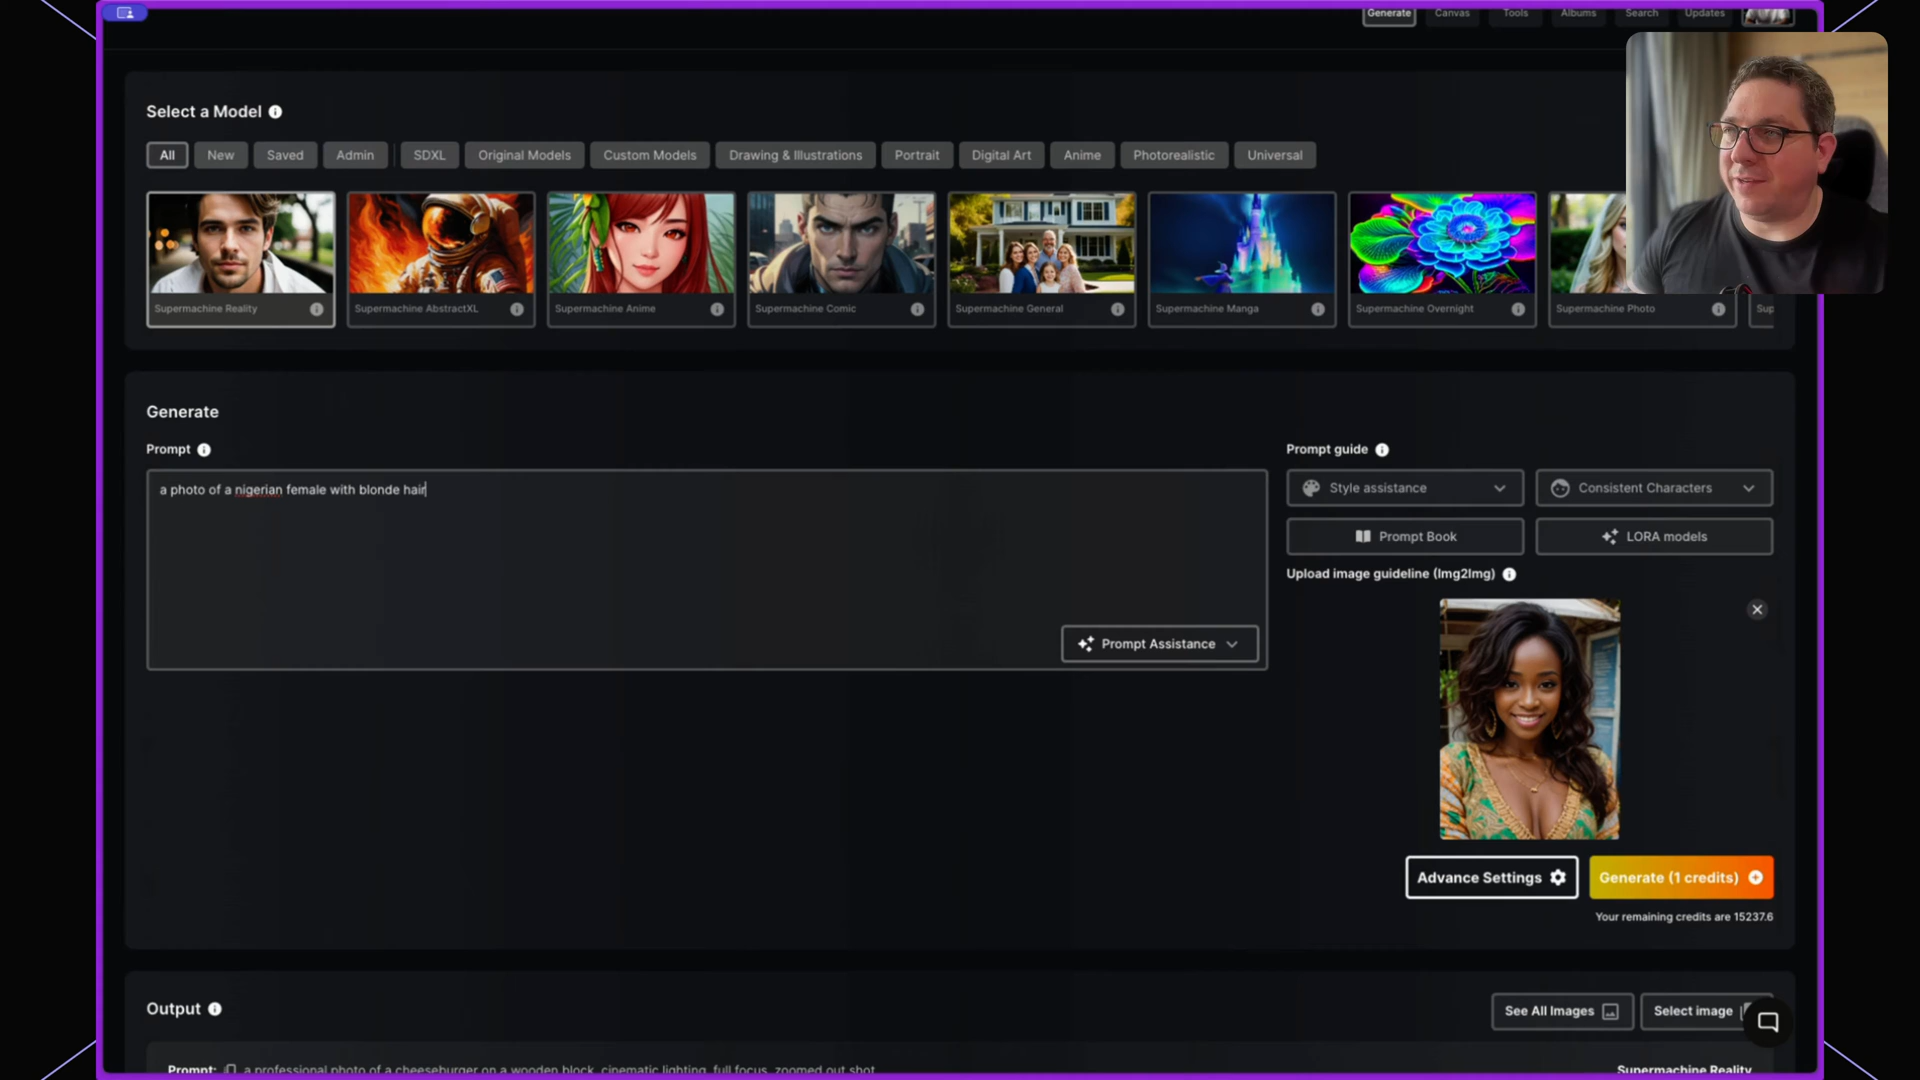 Generate Canvas Tools Albums Search Updates
Select a Model
All New Saved Admin SDXL Original Models Custom Models Drawing & Illustrations Portrait Digital Art Anime Photorealistic Universal
Supermachine Reality Supermachine AbstractXL Supermachine Anime Supermachine Comic Supermachine General Supermachine Manga Supermachine Overnight Supermachine Photo Sup
Generate
Prompt
Prompt guide
a photo of a nigerian female with blonde hair
Style assistance Consistent Characters
Prompt Book LORA models
Upload image guideline (Img2Img)
Prompt Assistance
Advance Settings Generate (1 credits)
Your remaining credits are 15237.6
Output
See All Images Select image
Prompt: a professional photo of a cheeseburger on a wooden block, cinematic lighting, full focus, zoomed out shot
Supermachine Reality